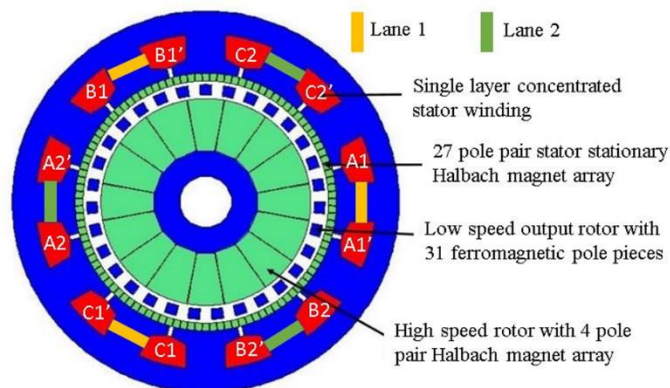 Lane 1
Lane 2
B1'
C2
B1
C2'
Single layer concentrated
stator winding
A2'
A1
27 pole pair stator stationary
Halbach magnet array
A2
A1'
Low speed output rotor with
31 ferromagnetic pole pieces
C1'
B2
C1
B2'
High speed rotor with 4 pole
pair Halbach magnet array